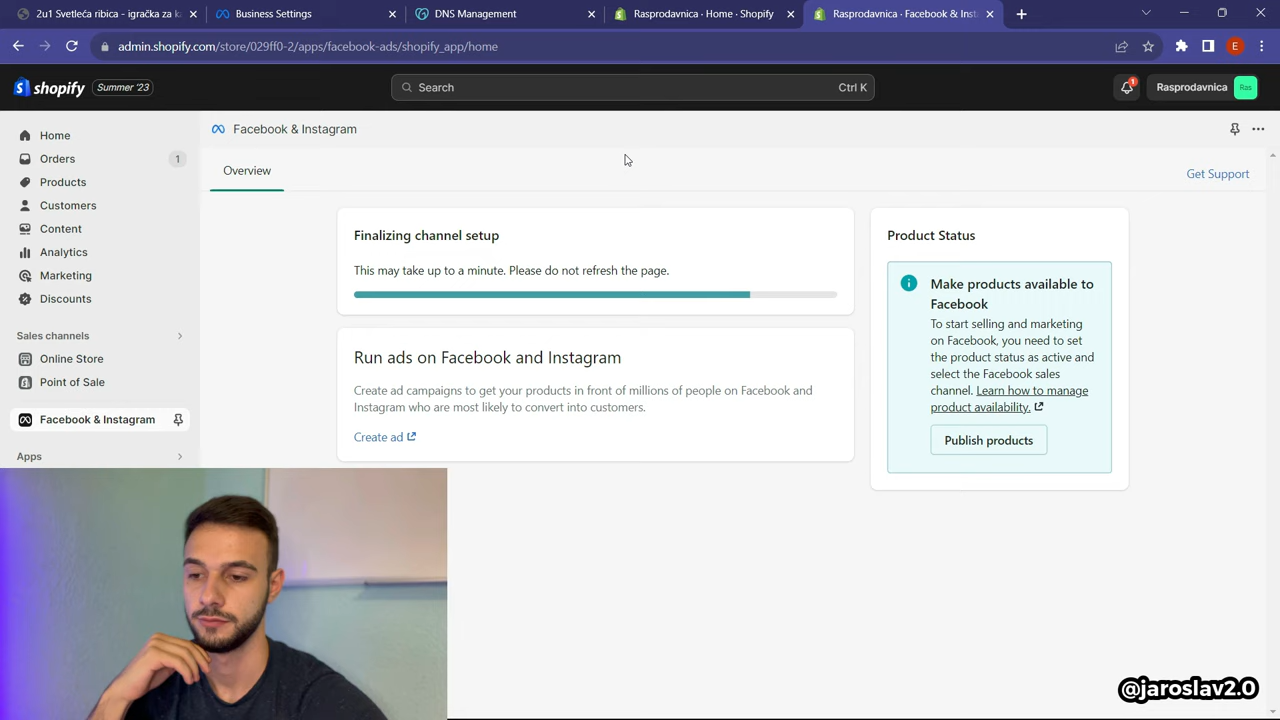 2u1 Svetleća ribica - igračka za k
Business Settings
DNS Management
Rasprodavnica · Home · Shopify
Rasprodavnica · Facebook & Inst
admin.shopify.com/store/029ff0-2/apps/facebook-ads/shopify_app/home
E
shopify
Summer '23
Search
Ctrl K
1
Rasprodavnica
Ras
Home
Orders
1
Products
Customers
Content
Analytics
Marketing
Discounts
Sales channels
Online Store
Point of Sale
Facebook & Instagram
Apps
Facebook & Instagram
Overview
Get Support
Finalizing channel setup
This may take up to a minute. Please do not refresh the page.
Run ads on Facebook and Instagram
Create ad campaigns to get your products in front of millions of people on Facebook and
Instagram who are most likely to convert into customers.
Create ad
Product Status
Make products available to
Facebook
To start selling and marketing
on Facebook, you need to set
the product status as active and
select the Facebook sales
channel. Learn how to manage
product availability.
Publish products
@jaroslav2.0